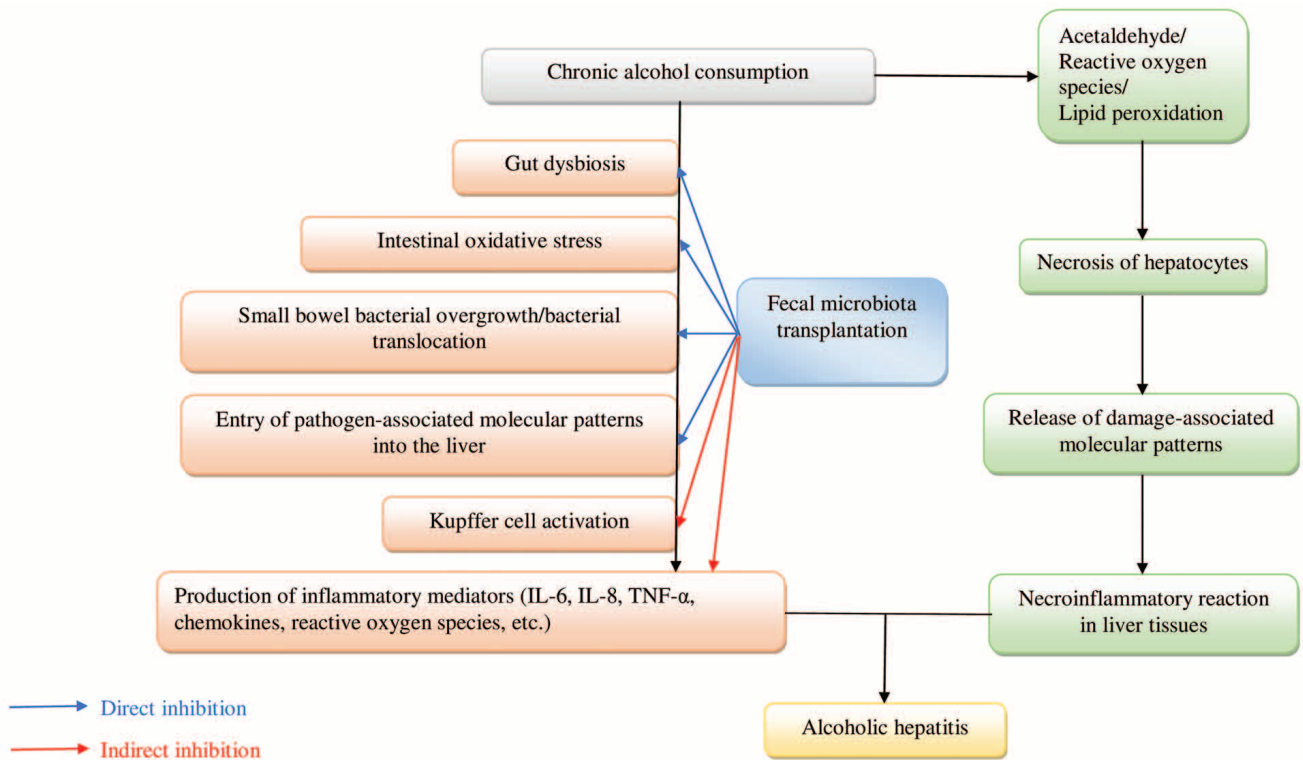 Chronic alcohol consumption
Acetaldehyde/
Reactive oxygen
species/
Lipid peroxidation
Gut dysbiosis
Intestinal oxidative stress
Small bowel bacterial overgrowth/bacterial
translocation
Entry of pathogen-associated molecular patterns
into the liver
Kupffer cell activation
Production of inflammatory mediators (IL-6, IL-8, TNF-α,
chemokines, reactive oxygen species, etc.)
Fecal microbiota
transplantation
Necrosis of hepatocytes
Release of damage-associated
molecular patterns
Necroinflammatory reaction
in liver tissues
Alcoholic hepatitis
Direct inhibition
Indirect inhibition